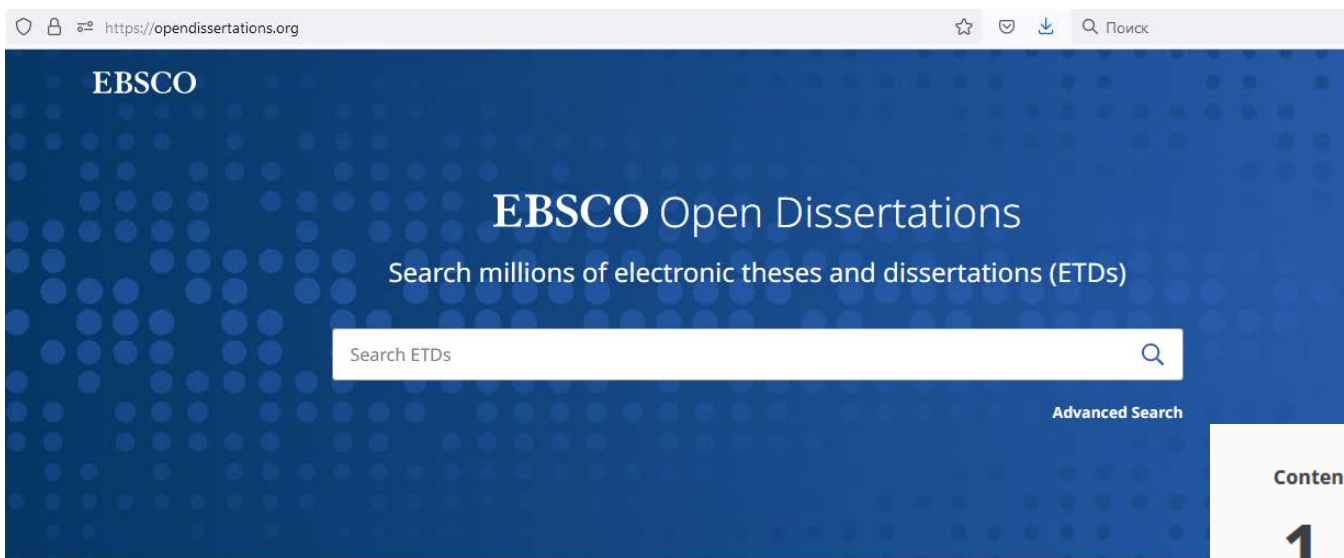 https://opendissertations.org
Поиск
EBSCO
EBSCO Open Dissertations
Search millions of electronic theses and dissertations (ETDs)
Search ETDs
Advanced Search
Conten
1